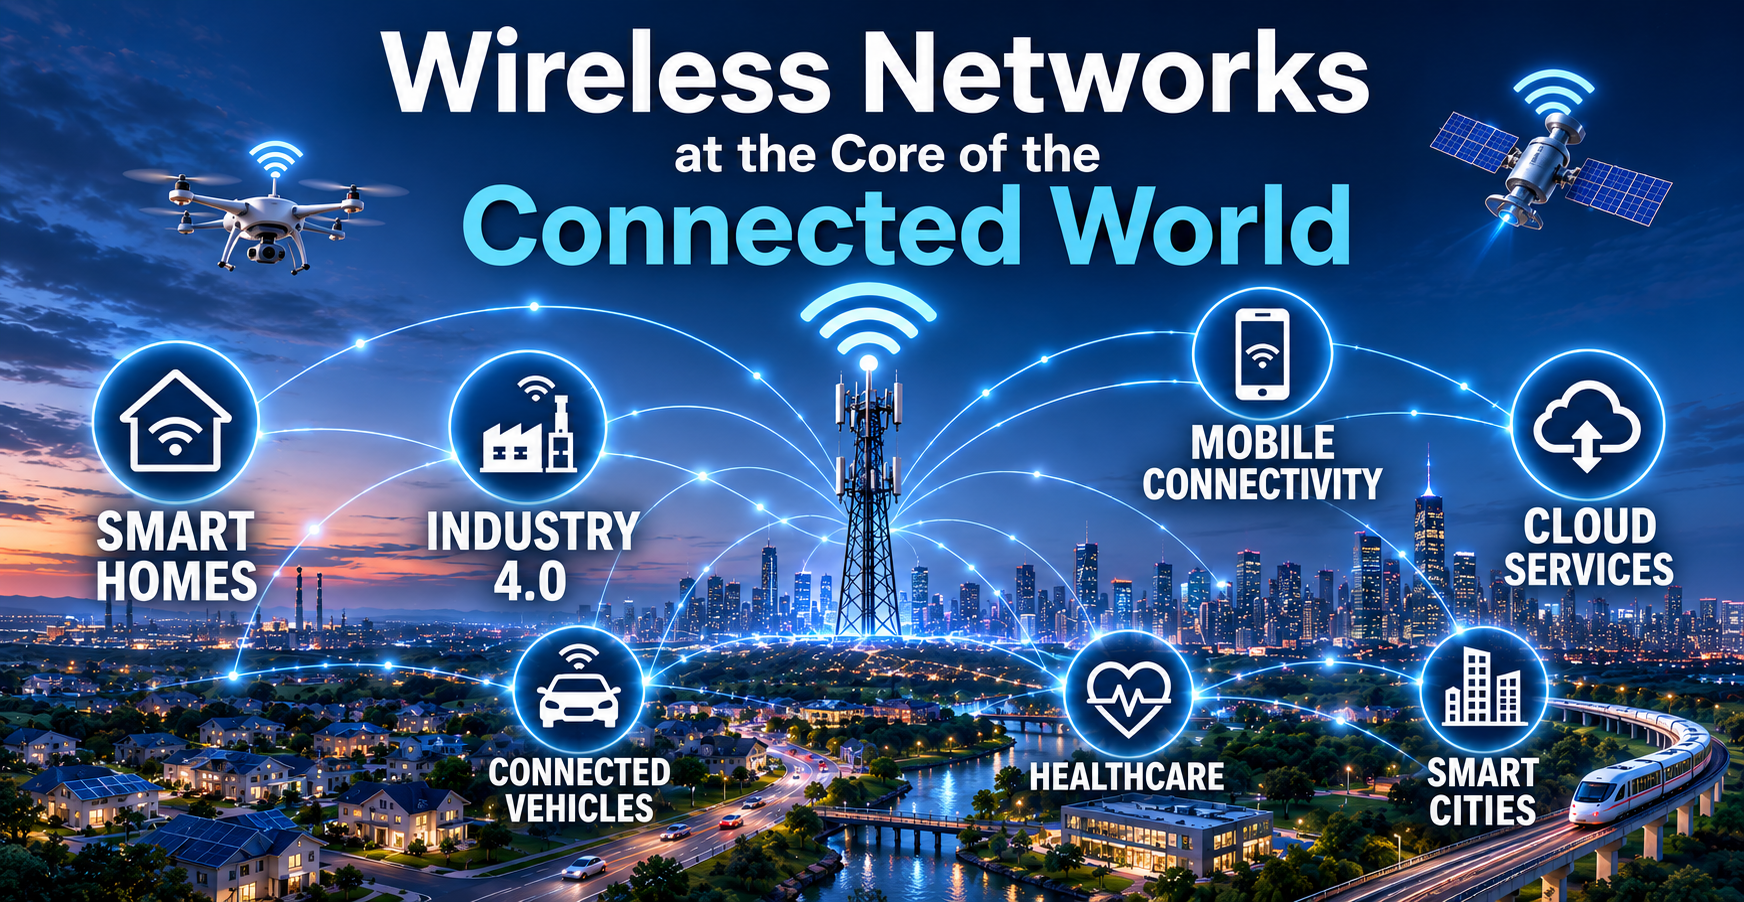 Wireless Networks
at the Core of the
Connected World
MOBILE
CONNECTIVITY
SMART
HOMES
INDUSTRY
4.0
CLOUD
SERVICES
CONNECTED
VEHICLES
HEALTHCARE
SMART
CITIES